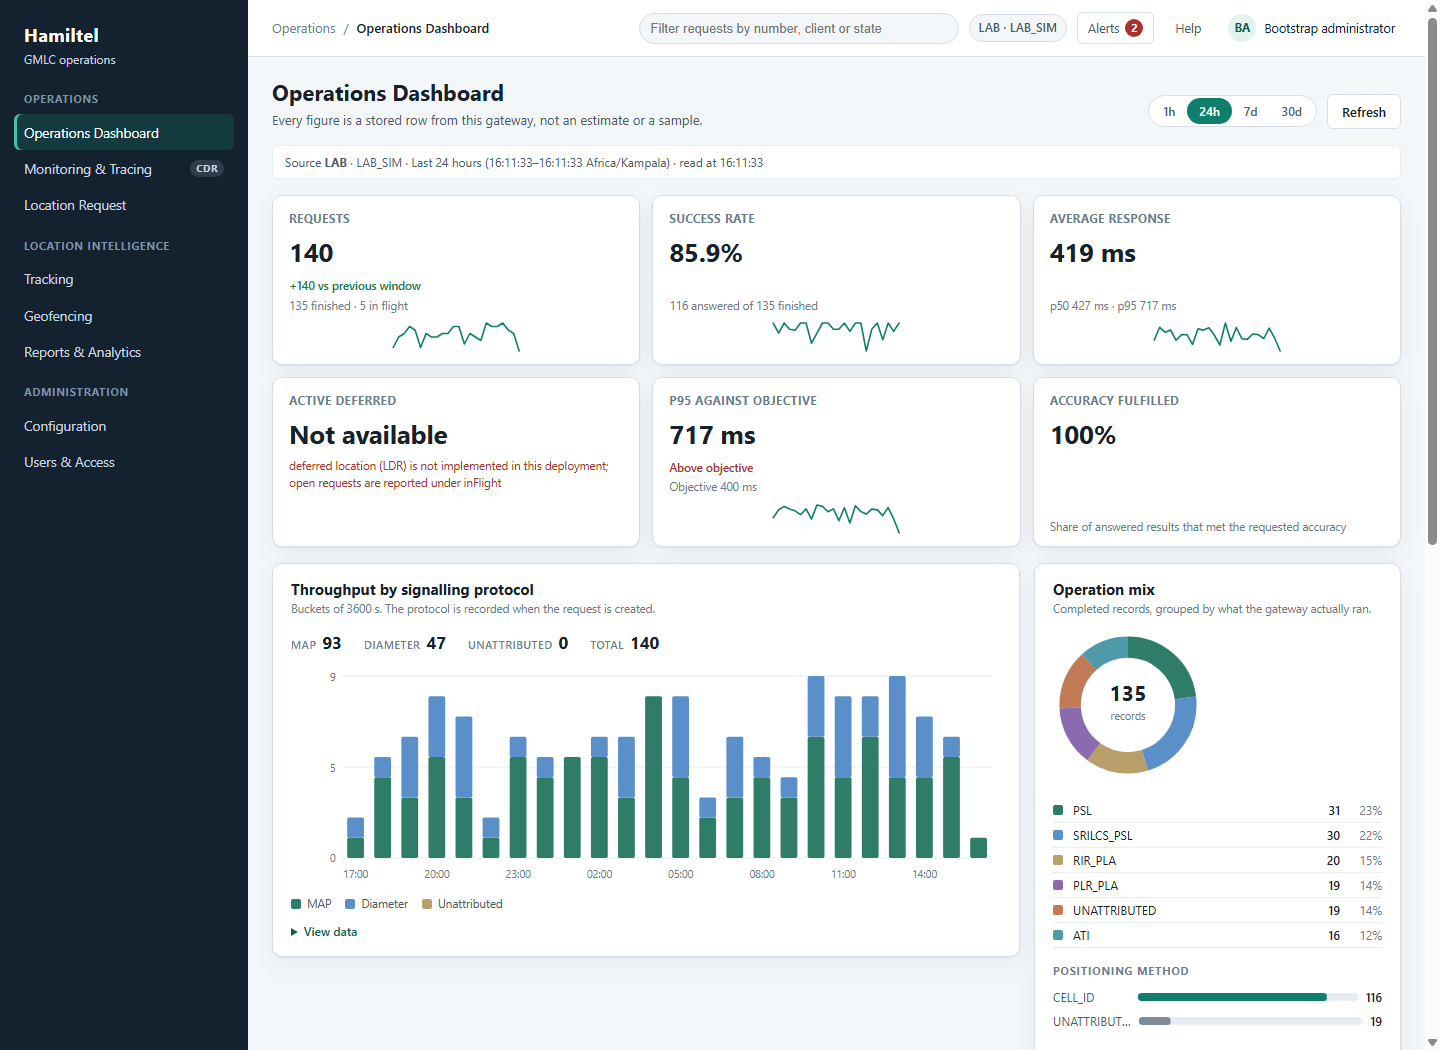 Hamiltel
GMLC operations
OPERATIONS
Operations Dashboard
Monitoring & Tracing CDR
Location Request
LOCATION INTELLIGENCE
Tracking
Geofencing
Reports & Analytics
ADMINISTRATION
Configuration
Users & Access
Operations / Operations Dashboard
Filter requests by number, client or state
LAB · LAB_SIM
Alerts 2
Help
BA Bootstrap administrator
Operations Dashboard
Every figure is a stored row from this gateway, not an estimate or a sample.
1h 24h 7d 30d
Refresh
Source LAB · LAB_SIM · Last 24 hours (16:11:33–16:11:33 Africa/Kampala) · read at 16:11:33
REQUESTS
140
+140 vs previous window
135 finished · 5 in flight
SUCCESS RATE
85.9%
116 answered of 135 finished
AVERAGE RESPONSE
419 ms
p50 427 ms · p95 717 ms
ACTIVE DEFERRED
Not available
deferred location (LDR) is not implemented in this deployment;
open requests are reported under inFlight
P95 AGAINST OBJECTIVE
717 ms
Above objective
Objective 400 ms
ACCURACY FULFILLED
100%
Share of answered results that met the requested accuracy
Throughput by signalling protocol
Buckets of 3600 s. The protocol is recorded when the request is created.
MAP 93 DIAMETER 47 UNATTRIBUTED 0 TOTAL 140
9
5
0
17:00 20:00 23:00 02:00 05:00 08:00 11:00 14:00
MAP Diameter Unattributed
View data
Operation mix
Completed records, grouped by what the gateway actually ran.
135
records
PSL 31 23%
SRILCS_PSL 30 22%
RIR_PLA 20 15%
PLR_PLA 19 14%
UNATTRIBUTED 19 14%
ATI 16 12%
POSITIONING METHOD
CELL_ID 116
UNATTRIBUT... 19